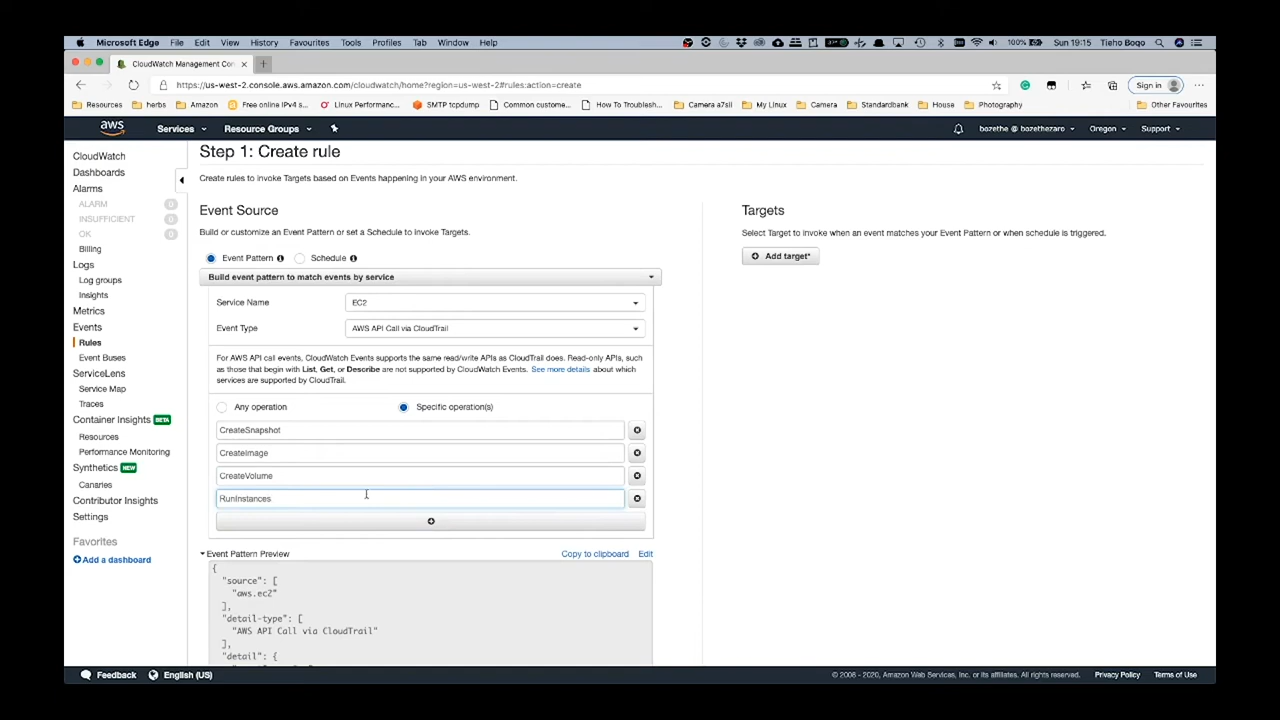 Microsoft Edge File Edit View History Favourites Tools Profiles Tab Window Help 100% Sun 19:15 Tieho Boqo
CloudWatch Management Con
https://us-west-2.console.aws.amazon.com/cloudwatch/home?region=us-west-2#rules:action=create Sign in
Resources herbs Amazon Free online IPv4 s... Linux Performanc... SMTP tcpdump Common custome... How To Troublesh... Camera a7sii My Linux Camera Standardbank House Photography Other Favourites
aws Services Resource Groups bozethe @ bozethezaro Oregon Support
CloudWatch
Dashboards
Alarms
ALARM 0
INSUFFICIENT 0
OK 0
Billing
Logs
Log groups
Insights
Metrics
Events
Rules
Event Buses
ServiceLens
Service Map
Traces
Container Insights BETA
Resources
Performance Monitoring
Synthetics NEW
Canaries
Contributor Insights
Settings
Favorites
Add a dashboard
Step 1: Create rule
Create rules to invoke Targets based on Events happening in your AWS environment.
Event Source
Build or customize an Event Pattern or set a Schedule to invoke Targets.
Event Pattern Schedule
Build event pattern to match events by service
Service Name EC2
Event Type AWS API Call via CloudTrail
For AWS API call events, CloudWatch Events supports the same read/write APIs as CloudTrail does. Read-only APIs, such
as those that begin with List, Get, or Describe are not supported by CloudWatch Events. See more details about which
services are supported by CloudTrail.
Any operation Specific operation(s)
CreateSnapshot
CreateImage
CreateVolume
RunInstances
Event Pattern Preview Copy to clipboard Edit
{
"source": [
"aws.ec2"
],
"detail-type": [
"AWS API Call via CloudTrail"
],
"detail": {
Targets
Select Target to invoke when an event matches your Event Pattern or when schedule is triggered.
Add target*
Feedback English (US) © 2008 - 2020, Amazon Web Services, Inc. or its affiliates. All rights reserved. Privacy Policy Terms of Use